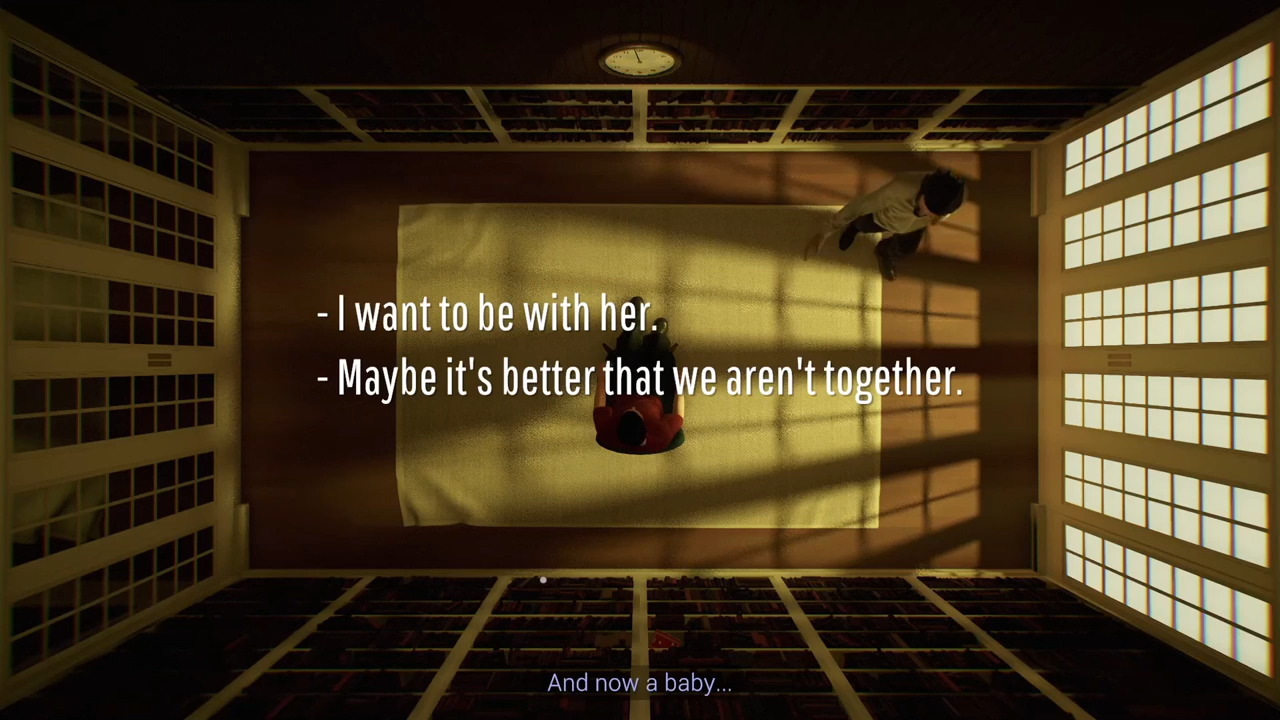 - I want to be with her.
- Maybe it's better that we aren't together.
And now a baby...